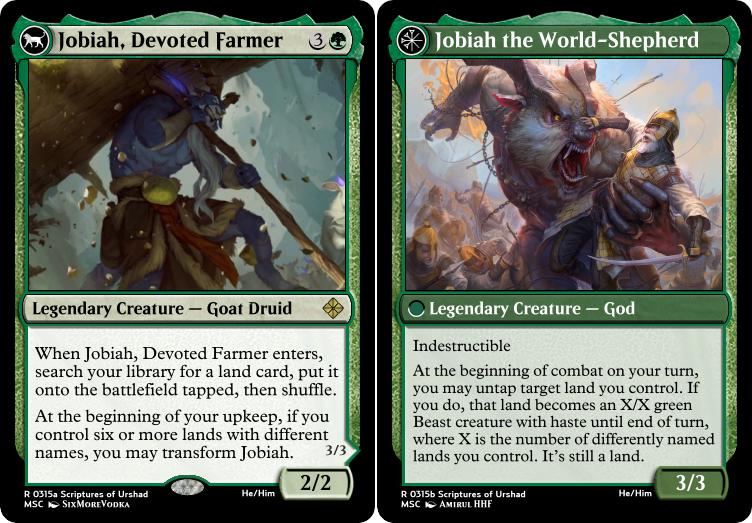 Jobiah, Devoted Farmer 3
Legendary Creature — Goat Druid
When Jobiah, Devoted Farmer enters,
search your library for a land card, put it
onto the battlefield tapped, then shuffle.
At the beginning of your upkeep, if you
control six or more lands with different
names, you may transform Jobiah.
3/3
2/2
R 0315a Scriptures of Urshad
MSC SixMoreVodka
He/Him
Jobiah the World-Shepherd
Legendary Creature — God
Indestructible
At the beginning of combat on your turn,
you may untap target land you control. If
you do, that land becomes an X/X green
Beast creature with haste until end of turn,
where X is the number of differently named
lands you control. It's still a land.
3/3
R 0315b Scriptures of Urshad
MSC Amirul HHF
He/Him